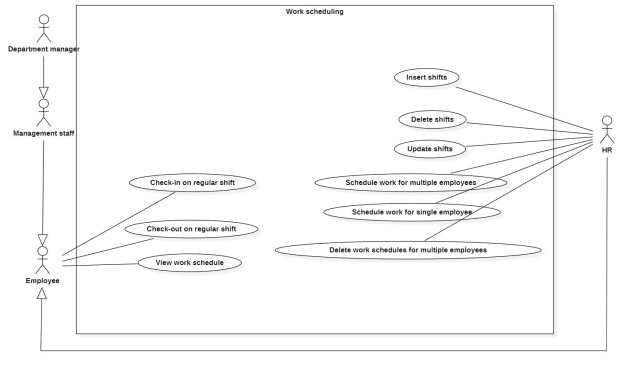 Work scheduling
Department manager
Insert shifts
Management staff
Delete shifts
HR
Update shifts
Check-in on regular shift
Schedule work for multiple employees
Schedule work for single employee
Check-out on regular shift
Delete work schedules for multiple employees
View work schedule
Employee